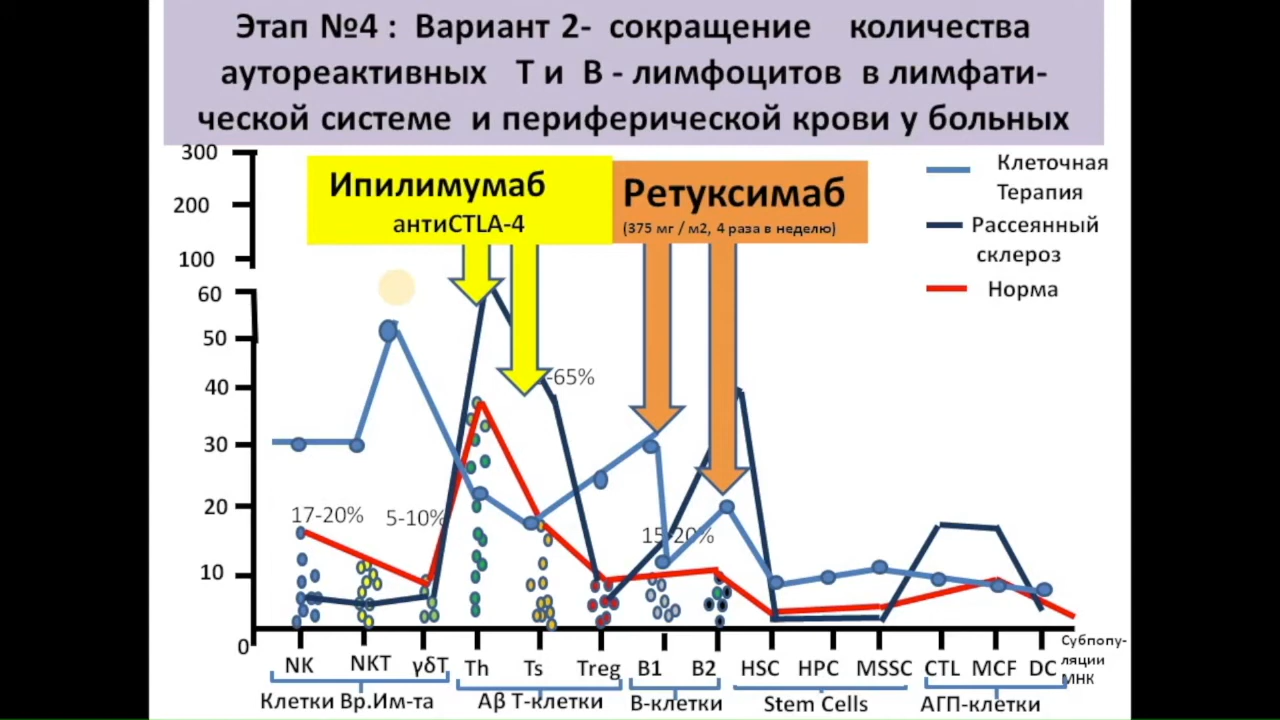 Этап №4 : Вариант 2- сокращение количества
аутореактивных Т и В - лимфоцитов в лимфати-
ческой системе и периферической крови у больных
300
200
100
60
50
40
30
20
10
0
Ипилимумаб
антиCTLA-4
Ретуксимаб
(375 мг / м2, 4 раза в неделю)
Клеточная
Терапия
Рассеянный
склероз
Норма
-65%
17-20%
5-10%
15-20%
NK
NKT
γδT
Th
Ts
Treg
B1
B2
HSC
HPC
MSSC
CTL
MCF
DC
Субпопу-
ляции
МНК
Клетки Вр.Им-та
Аβ Т-клетки
В-клетки
Stem Cells
АГП-клетки